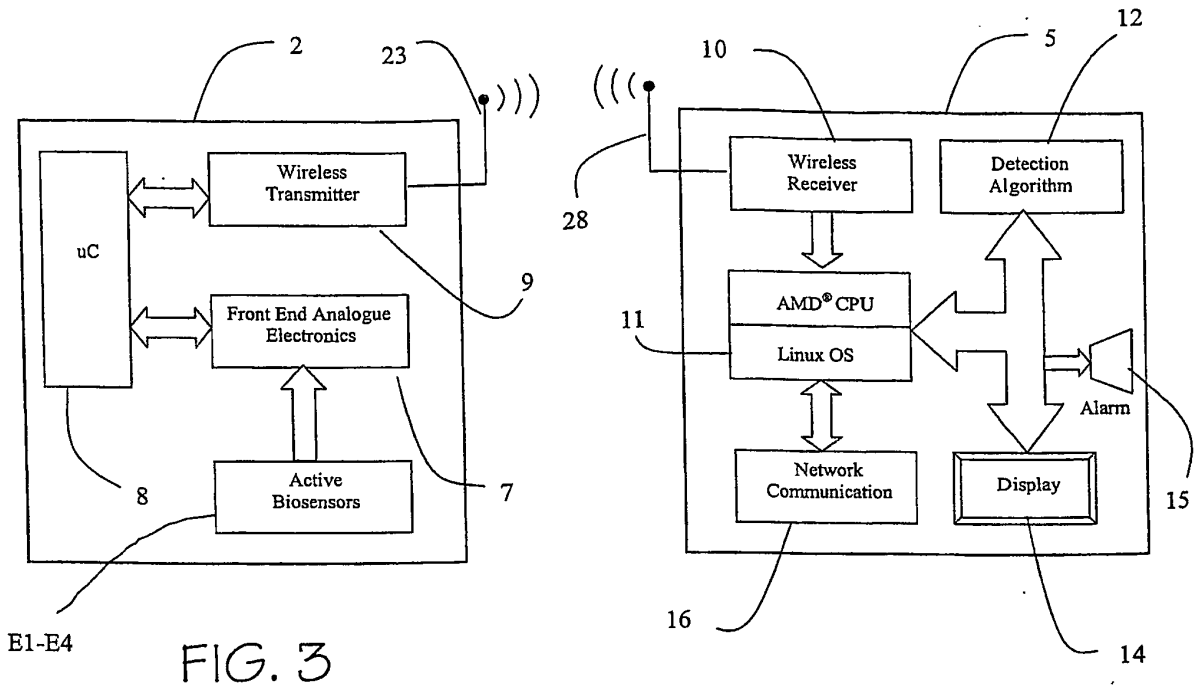 2
23
10
5
12
Wireless
Transmitter
Wireless
Receiver
Detection
Algorithm
28
uC
9
Front End Analogue
Electronics
AMD® CPU
11
Linux OS
Alarm
Active
Biosensors
8
7
Network
Communication
Display
15
E1-E4
16
14
FIG. 3